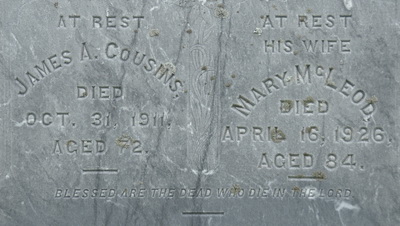 AT REST
JAMES A. COUSINS,
DIED
OCT. 31, 1911,
AGED 72.
AT REST
HIS WIFE
MARY MCLEOD,
DIED
APRIL 16, 1926,
AGED 84.
BLESSED ARE THE DEAD WHO DIE IN THE LORD